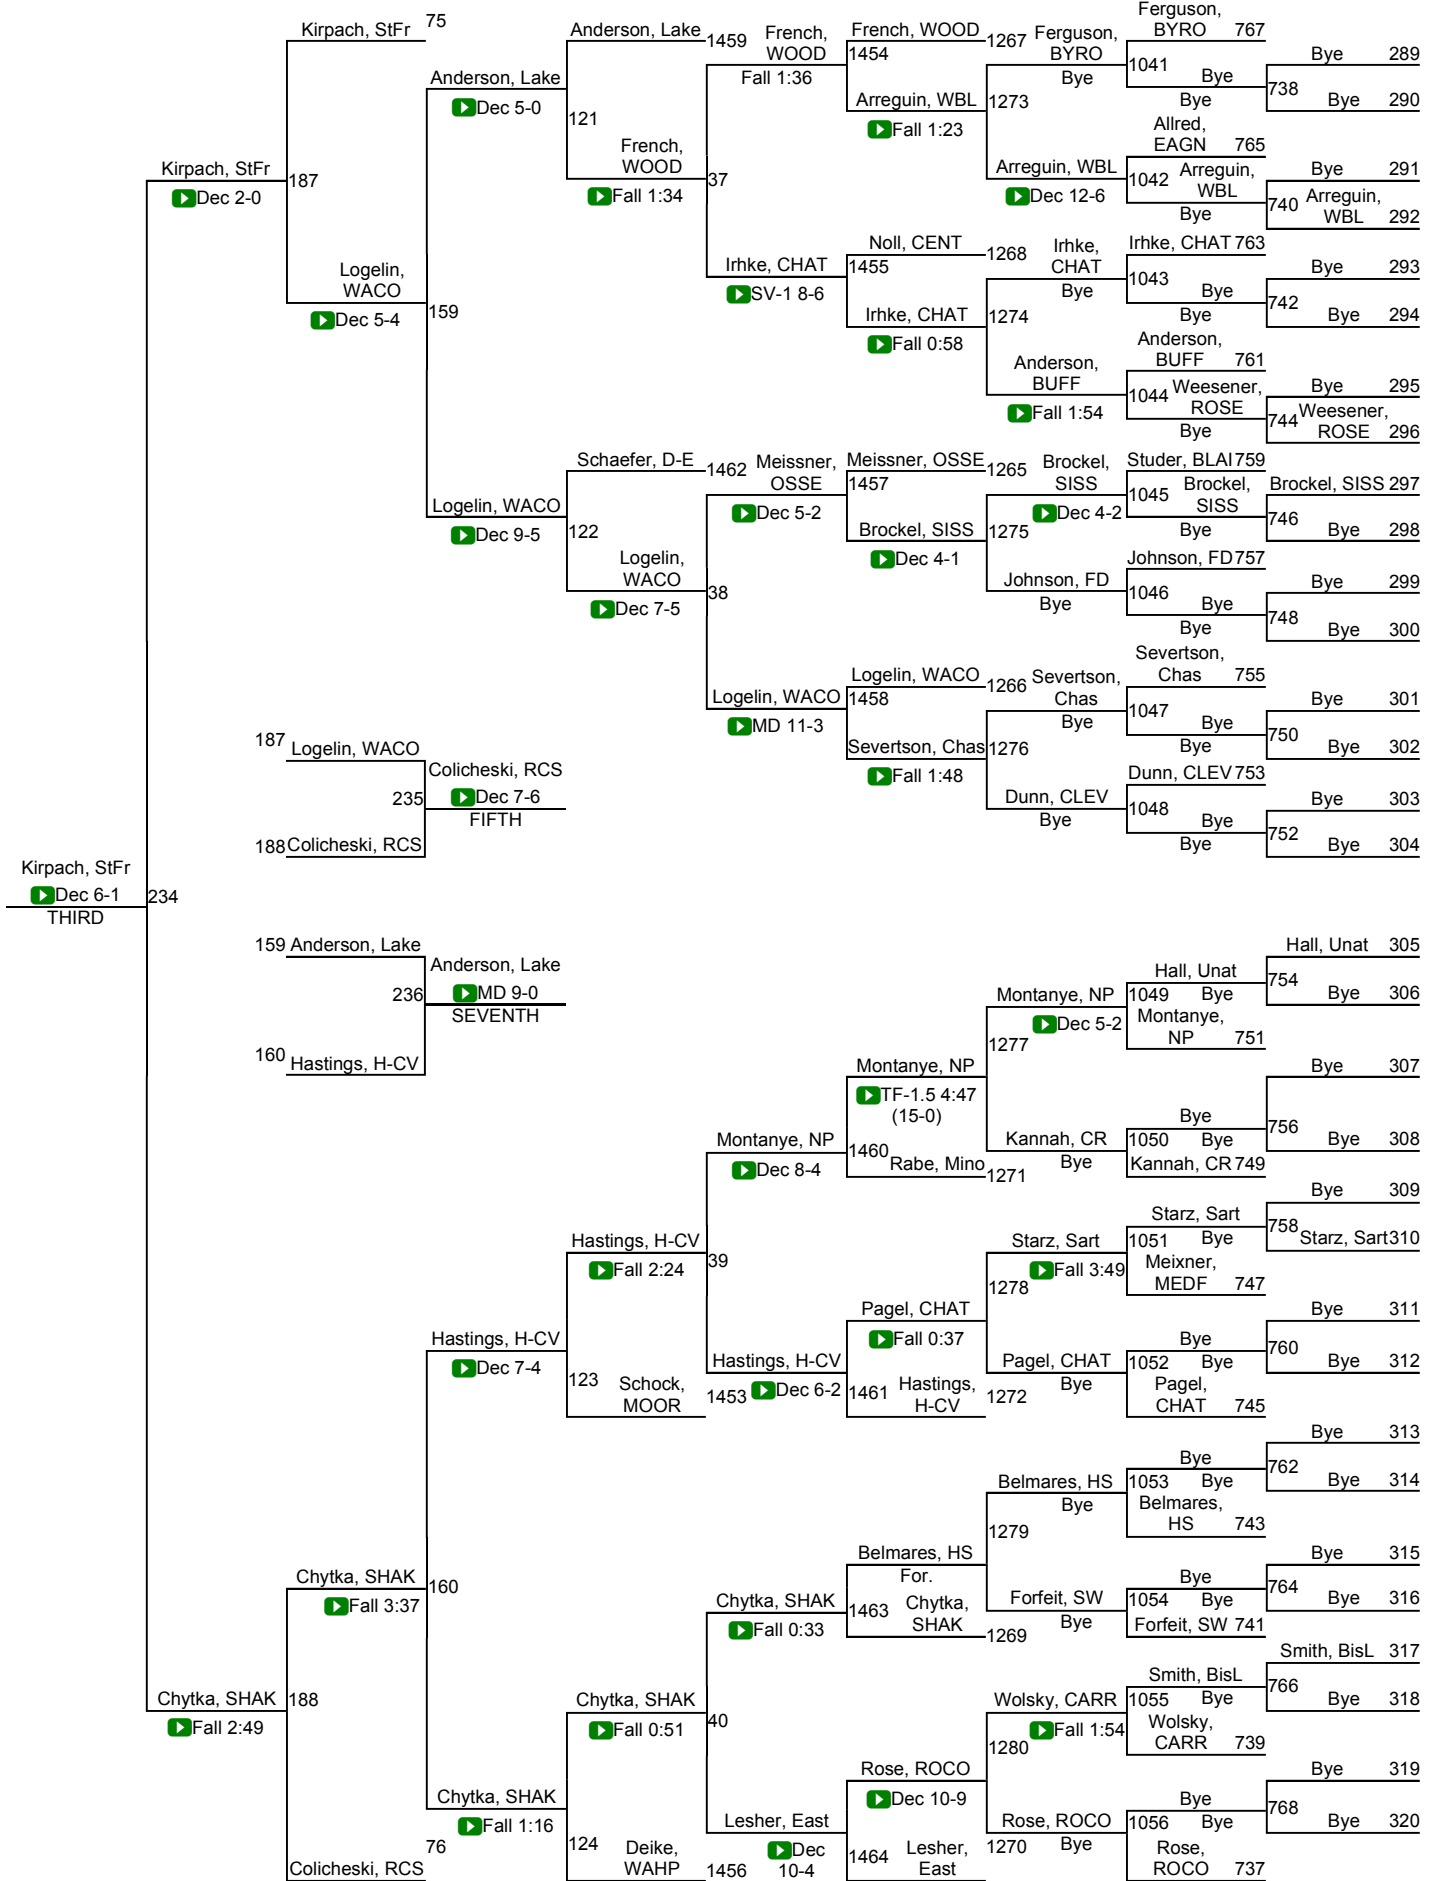 Kirpach, StFr 75
Anderson, Lake 1459
French, WOOD
Fall 1:36
French, WOOD 1267
1454
Ferguson, BYRO
Bye
Ferguson, BYRO 767
1041
Bye
Bye
Bye 289
738
Bye 290
Anderson, Lake
Dec 5-0
121
Arreguin, WBL 1273
Fall 1:23
Allred, EAGN 765
French, WOOD
Fall 1:34
37
Arreguin, WBL
Dec 12-6
1042
Arreguin, WBL
Bye
Bye 291
740
Arreguin, WBL 292
Kirpach, StFr
Dec 2-0
187
Irhke, CHAT
SV-1 8-6
Noll, CENT 1268
1455
Irhke, CHAT
Bye
Irhke, CHAT 763
1043
Bye
Bye
Bye 293
742
Bye 294
Logelin, WACO
Dec 5-4
159
Irhke, CHAT
Fall 0:58
1274
Anderson, BUFF
Fall 1:54
Anderson, BUFF 761
1044
Weesener, ROSE
Bye
Bye 295
744
Weesener, ROSE 296
Schaefer, D-E 1462
Meissner, OSSE
Dec 5-2
Meissner, OSSE 1265
1457
Brockel, SISS
Dec 4-2
Studer, BLAI 759
1045
Brockel, SISS
Bye
Brockel, SISS 297
746
Bye 298
Logelin, WACO
Dec 9-5
122
Brockel, SISS
Dec 4-1
1275
Logelin, WACO
Dec 7-5
38
Johnson, FD
Bye
Johnson, FD 757
1046
Bye
Bye
Bye 299
748
Bye 300
Logelin, WACO
MD 11-3
Logelin, WACO 1266
1458
Severtson, Chas
Bye
Severtson, Chas 755
1047
Bye
Bye
Bye 301
750
Bye 302
Severtson, Chas 1276
Fall 1:48
Dunn, CLEV
Bye
Dunn, CLEV 753
1048
Bye
Bye
Bye 303
752
Bye 304
187 Logelin, WACO
235
Colicheski, RCS
Dec 7-6
FIFTH
188 Colicheski, RCS
Kirpach, StFr
Dec 6-1
THIRD
234
159 Anderson, Lake
236
Anderson, Lake
MD 9-0
SEVENTH
160 Hastings, H-CV
Hall, Unat 305
754
Bye 306
Hall, Unat
1049
Bye
Montanye, NP 751
Montanye, NP
Dec 5-2
1277
Montanye, NP
TF-1.5 4:47
(15-0)
1460
Rabe, Mino 1271
Kannah, CR
Bye
Bye
1050
Bye
Kannah, CR 749
Bye 307
756
Bye 308
Montanye, NP
Dec 8-4
39
Hastings, H-CV
Fall 2:24
Starz, Sart
Fall 3:49
1278
Starz, Sart
1051
Bye
Meixner, MEDF 747
Bye 309
758
Starz, Sart 310
Pagel, CHAT
Fall 0:37
Hastings, H-CV
Dec 6-2
1461
Hastings, H-CV 1272
Pagel, CHAT
Bye
Bye
1052
Bye
Pagel, CHAT 745
Bye 311
760
Bye 312
Hastings, H-CV
Dec 7-4
123
Schock, MOOR 1453
Belmares, HS
Bye
1279
Bye
1053
Bye
Belmares, HS 743
Bye 313
762
Bye 314
Chytka, SHAK
Fall 3:37
160
Chytka, SHAK
Fall 0:33
Belmares, HS
For.
1463
Chytka, SHAK 1269
Forfeit, SW
Bye
Bye
1054
Bye
Forfeit, SW 741
Bye 315
764
Bye 316
Chytka, SHAK
Fall 2:49
188
Chytka, SHAK
Fall 0:51
40
Wolsky, CARR
Fall 1:54
1280
Smith, BisL
1055
Bye
Wolsky, CARR 739
Smith, BisL 317
766
Bye 318
Chytka, SHAK
Fall 1:16
124
Deike, WAHP 1456
Lesher, East
Dec 10-4
Rose, ROCO
Dec 10-9
1464
Lesher, East 1270
Rose, ROCO
Bye
Bye
1056
Bye
Rose, ROCO 737
Bye 319
768
Bye 320
Colicheski, RCS 76